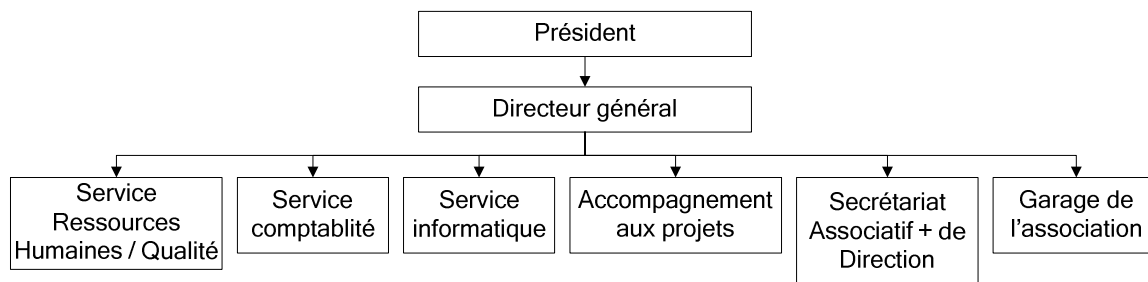 Président
Directeur général
Service
Ressources
Humaines / Qualité
Service
comptablité
Service
informatique
Accompagnement
aux projets
Secrétariat
Associatif + de
Direction
Garage de
l’association